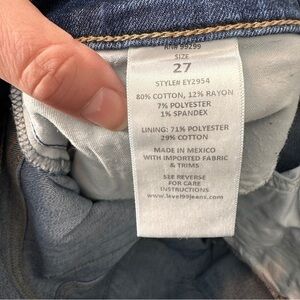 RN# 99299
SIZE
27
STYLE# EY2954
80% COTTON, 12% RAYON
7% POLYESTER
1% SPANDEX
LINING: 71% POLYESTER
29% COTTON
MADE IN MEXICO
WITH IMPORTED FABRIC
& TRIMS
SEE REVERSE
FOR CARE
INSTRUCTIONS
www.level99jeans.com